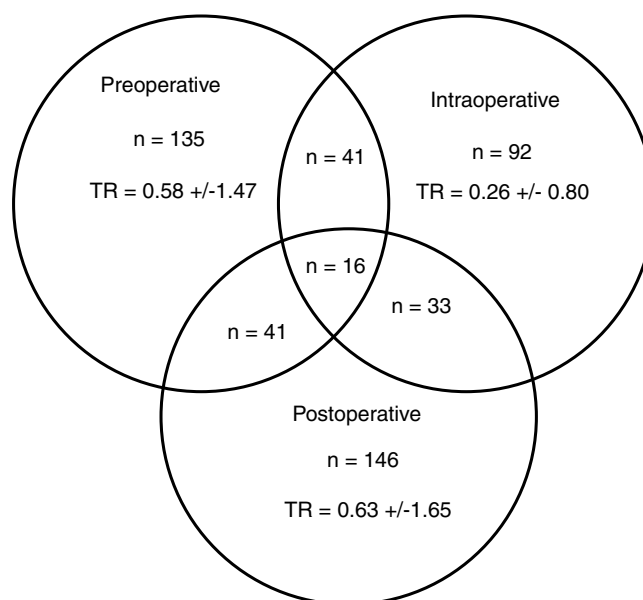 Preoperative
n = 135
TR = 0.58 +/-1.47
n = 41
Intraoperative
n = 92
TR = 0.26 +/- 0.80
n = 16
n = 41
n = 33
Postoperative
n = 146
TR = 0.63 +/-1.65